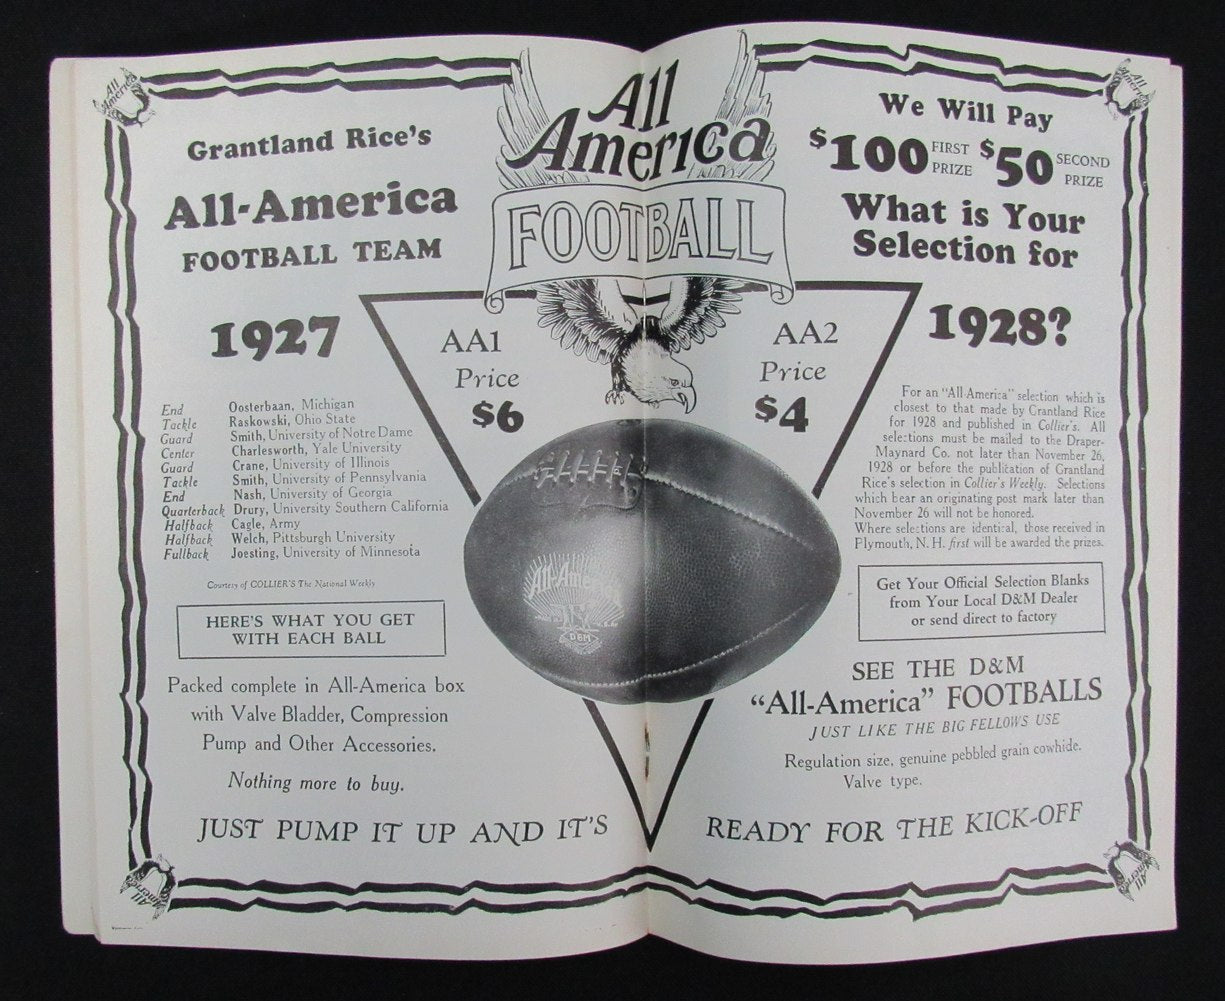 All
America
FOOTBALL
Grantland Rice's
All-America
FOOTBALL TEAM
1927
End Oosterbaan, Michigan
Tackle Raskowski, Ohio State
Guard Smith, University of Notre Dame
Center Charlesworth, Yale University
Guard Crane, University of Illinois
Tackle Smith, University of Pennsylvania
End Nash, University of Georgia
Quarterback Drury, University Southern California
Halfback Cagle, Army
Halfback Welch, Pittsburgh University
Fullback Joesting, University of Minnesota
Courtesy of COLLIER'S The National Weekly
HERE'S WHAT YOU GET
WITH EACH BALL
Packed complete in All-America box
with Valve Bladder, Compression
Pump and Other Accessories.
Nothing more to buy.
JUST PUMP IT UP AND IT'S
AA1
Price
$6
AA2
Price
$4
All-America
D&M
We Will Pay
$100 FIRST PRIZE $50 SECOND PRIZE
What is Your
Selection for
1928?
For an "All-America" selection which is
closest to that made by Grantland Rice
for 1928 and published in Collier's. All
selections must be mailed to the Draper-
Maynard Co. not later than November 26,
1928 or before the publication of Grantland
Rice's selection in Collier's Weekly. Selections
which bear an originating post mark later than
November 26 will not be honored.
Where selections are identical, those received in
Plymouth, N. H. first will be awarded the prizes.
Get Your Official Selection Blanks
from Your Local D&M Dealer
or send direct to factory
SEE THE D&M
"All-America" FOOTBALLS
JUST LIKE THE BIG FELLOWS USE
Regulation size, genuine pebbled grain cowhide.
Valve type.
READY FOR THE KICK-OFF
All America
All America
All America
All America